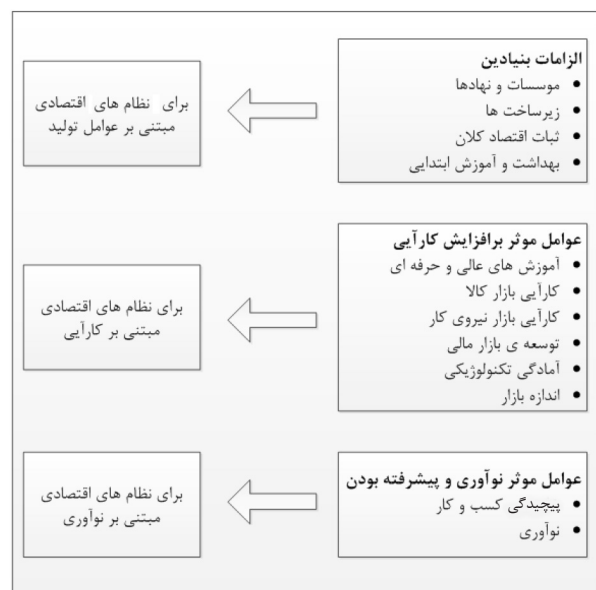 الزامات بنیادین
• موسسات و نهادها
• زیرساخت ها
• ثبات اقتصاد کلان
• بهداشت و آموزش ابتدایی
برای نظام های اقتصادی
مبتنی بر عوامل تولید
عوامل موثر برافزایش کارآیی
• آموزش های عالی و حرفه ای
• کارآیی بازار کالا
• کارآیی بازار نیروی کار
• توسعه ی بازار مالی
• آمادگی تکنولوژیکی
• اندازه بازار
برای نظام های اقتصادی
مبتنی بر کارآیی
عوامل موثر نوآوری و پیشرفته بودن
• پیچیدگی کسب و کار
• نوآوری
برای نظام های اقتصادی
مبتنی بر نوآوری